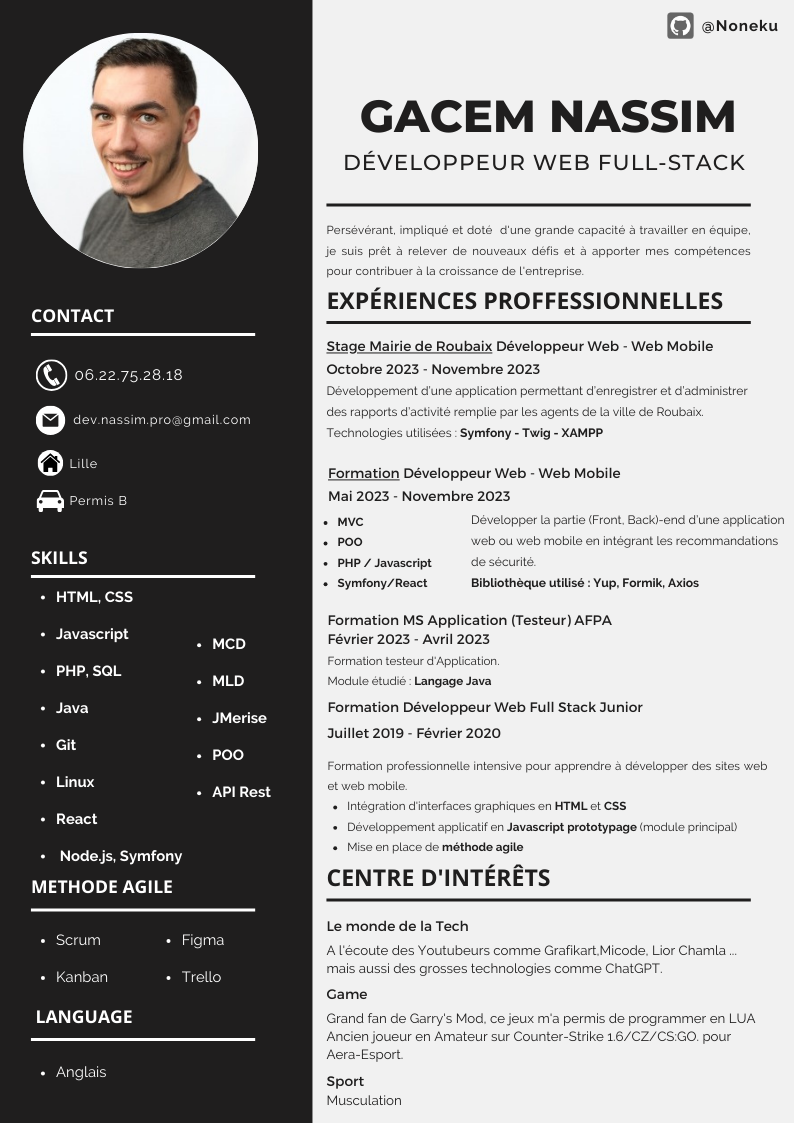 @Noneku
GACEM NASSIM
DÉVELOPPEUR WEB FULL-STACK
Persévérant, impliqué et doté d'une grande capacité à travailler en équipe,
je suis prêt à relever de nouveaux défis et à apporter mes compétences
pour contribuer à la croissance de l'entreprise.
CONTACT
06.22.75.28.18
dev.nassim.pro@gmail.com
Lille
Permis B
SKILLS
• HTML, CSS
• Javascript
• PHP, SQL
• Java
• Git
• Linux
• React
• Node.js, Symfony
• MCD
• MLD
• JMerise
• POO
• API Rest
METHODE AGILE
• Scrum
• Kanban
• Figma
• Trello
LANGUAGE
• Anglais
EXPÉRIENCES PROFFESSIONNELLES
Stage Mairie de Roubaix Développeur Web - Web Mobile
Octobre 2023 - Novembre 2023
Développement d'une application permettant d'enregistrer et d'administrer
des rapports d'activité remplie par les agents de la ville de Roubaix.
Technologies utilisées : Symfony - Twig - XAMPP
Formation Développeur Web - Web Mobile
Mai 2023 - Novembre 2023
• MVC
• POO
• PHP / Javascript
• Symfony/React
Développer la partie (Front, Back)-end d'une application
web ou web mobile en intégrant les recommandations
de sécurité.
Bibliothèque utilisé : Yup, Formik, Axios
Formation MS Application (Testeur) AFPA
Février 2023 - Avril 2023
Formation testeur d'Application.
Module étudié : Langage Java
Formation Développeur Web Full Stack Junior
Juillet 2019 - Février 2020
Formation professionnelle intensive pour apprendre à développer des sites web
et web mobile.
• Intégration d'interfaces graphiques en HTML et CSS
• Développement applicatif en Javascript prototypage (module principal)
• Mise en place de méthode agile
CENTRE D'INTÉRÊTS
Le monde de la Tech
A l'écoute des Youtubeurs comme Grafikart,Micode, Lior Chamla ...
mais aussi des grosses technologies comme ChatGPT.
Game
Grand fan de Garry's Mod, ce jeux m'a permis de programmer en LUA
Ancien joueur en Amateur sur Counter-Strike 1.6/CZ/CS:GO. pour
Aera-Esport.
Sport
Musculation